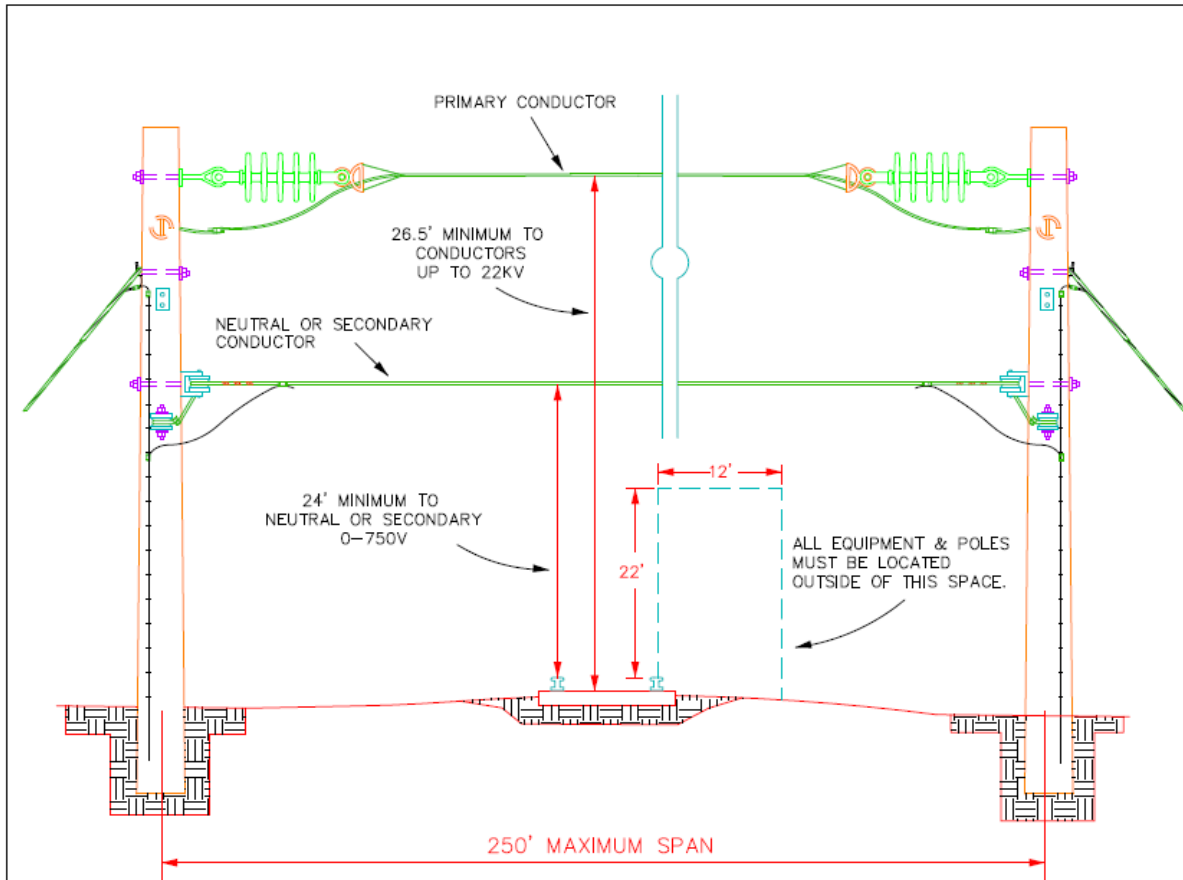 PRIMARY CONDUCTOR
26.5' MINIMUM TO
CONDUCTORS
UP TO 22KV
NEUTRAL OR SECONDARY
CONDUCTOR
12'
24' MINIMUM TO
NEUTRAL OR SECONDARY
0-750V
22'
ALL EQUIPMENT & POLES
MUST BE LOCATED
OUTSIDE OF THIS SPACE.
250' MAXIMUM SPAN